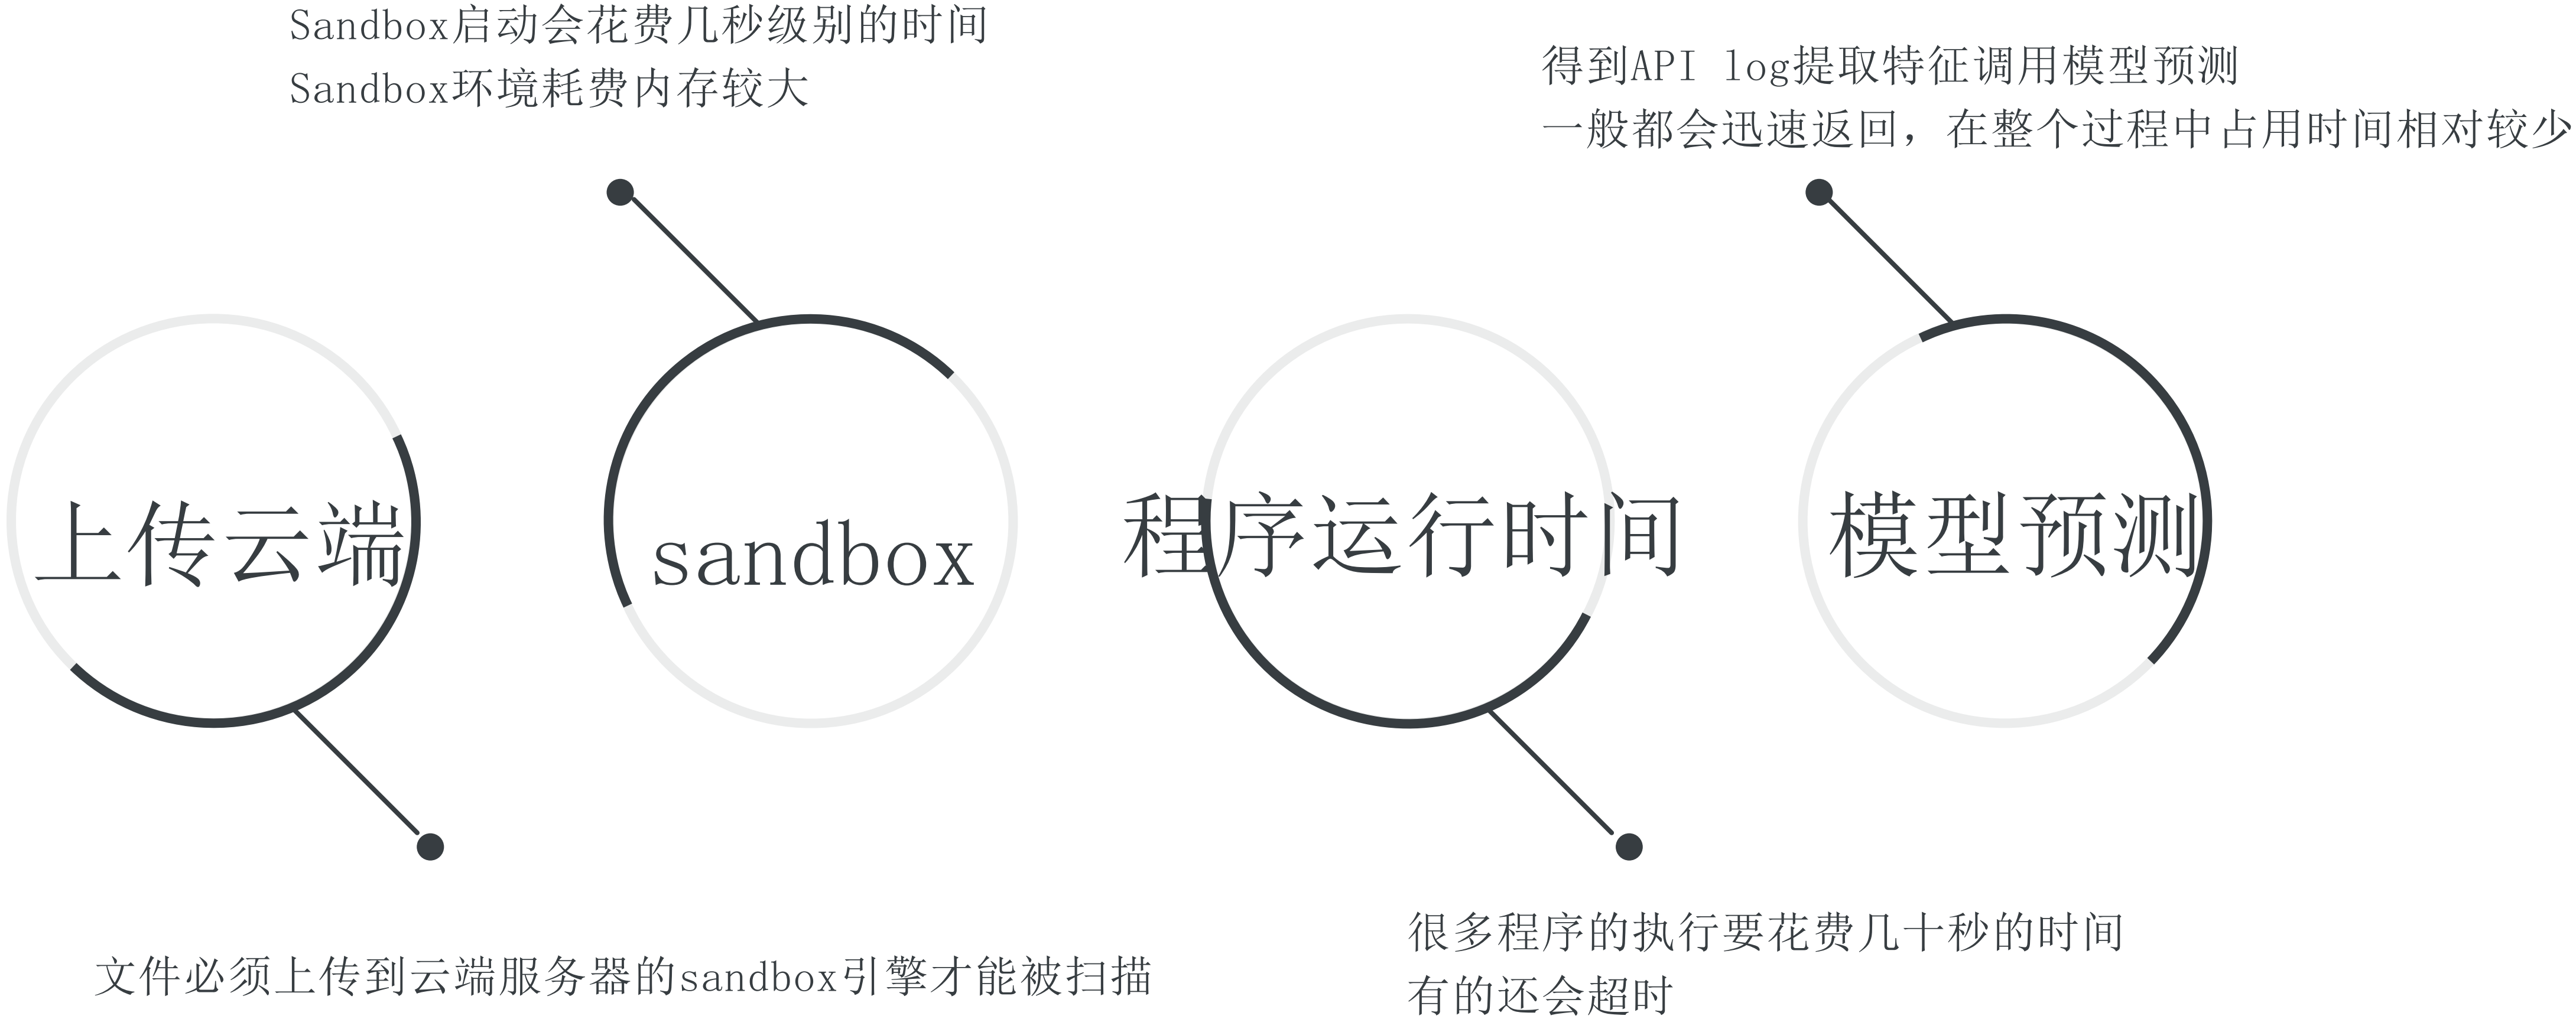 Sandbox启动会花费几秒级别的时间
Sandbox环境耗费内存较大
得到API log提取特征调用模型预测
一般都会迅速返回，在整个过程中占用时间相对较少
上传云端
sandbox
程序运行时间
模型预测
文件必须上传到云端服务器的sandbox引擎才能被扫描
很多程序的执行要花费几十秒的时间
有的还会超时